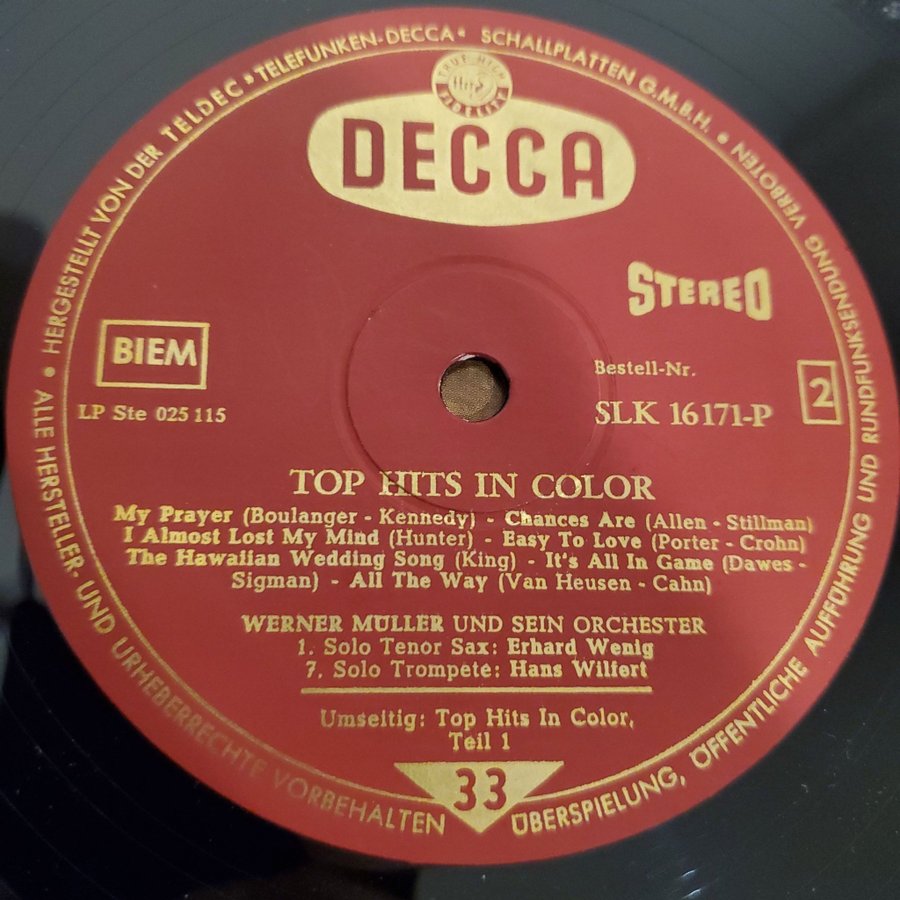 HERGESTELLT VON DER TELDEC • TELEFUNKEN-DECCA • SCHALLPLATTEN G.M.B.H. •
ALLE HERSTELLER- UND URHEBERRECHTE VORBEHALTEN
ÜBERSPIELUNG, ÖFFENTLICHE AUFFÜHRUNG UND RUNDFUNKSENDUNG VERBOTEN
TRUE HIGH
FIDELITY
DECCA
STEREO
BIEM
LP Ste 025 115
Bestell-Nr.
SLK 16171-P
2
TOP HITS IN COLOR
My Prayer (Boulanger - Kennedy) - Chances Are (Allen - Stillman)
I Almost Lost My Mind (Hunter) - Easy To Love (Porter - Crohn)
The Hawaiian Wedding Song (King) - It's All In Game (Dawes -
Sigman) - All The Way (Van Heusen - Cahn)
WERNER MÜLLER UND SEIN ORCHESTER
1. Solo Tenor Sax: Erhard Wenig
7. Solo Trompete: Hans Wilfert
Umseitig: Top Hits In Color,
Teil 1
33